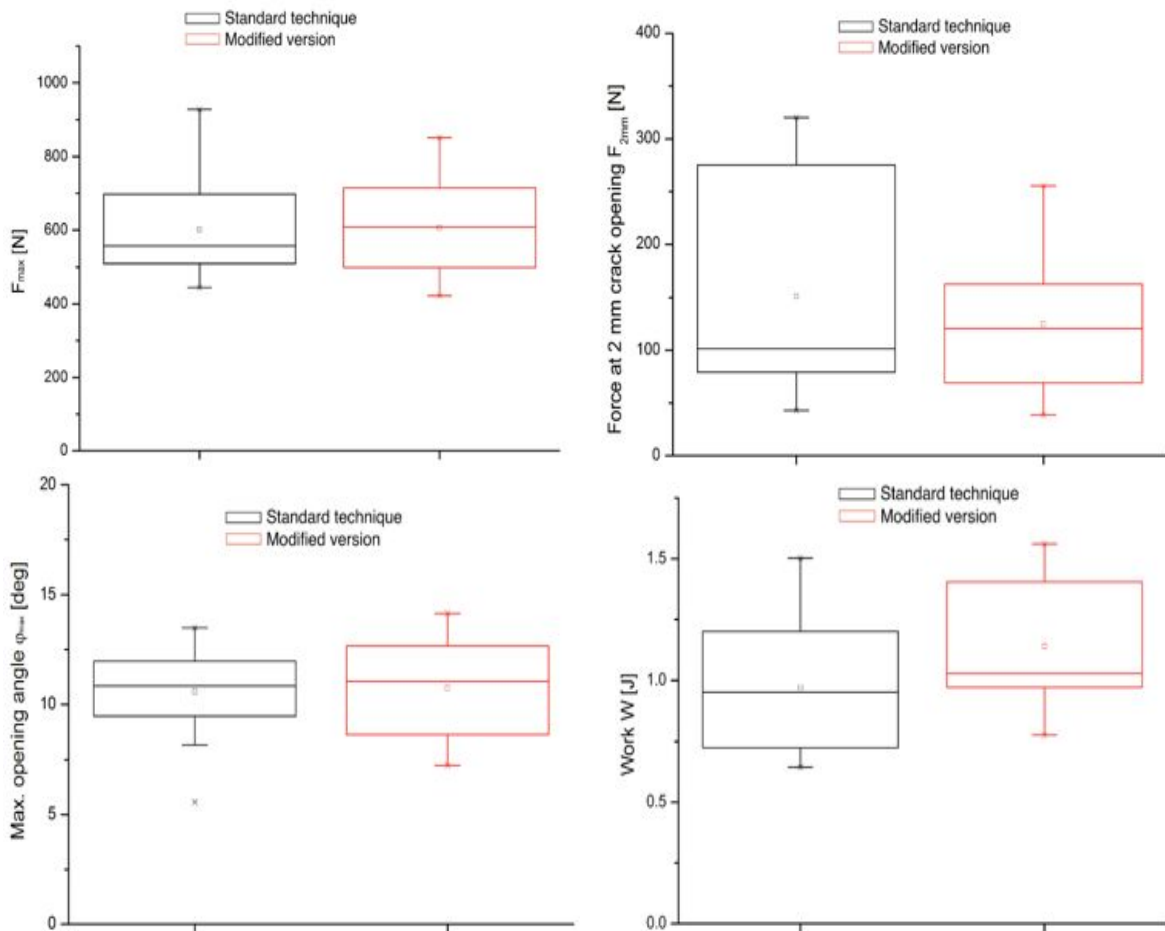 Standard technique
Modified version
1000
800
600
400
200
0
Fmax [N]
Standard technique
Modified version
400
300
200
100
0
Force at 2 mm crack opening F2mm [N]
Standard technique
Modified version
20
15
10
5
0
Max. opening angle φmax [deg]
Standard technique
Modified version
1.5
1.0
0.5
0.0
Work W [J]